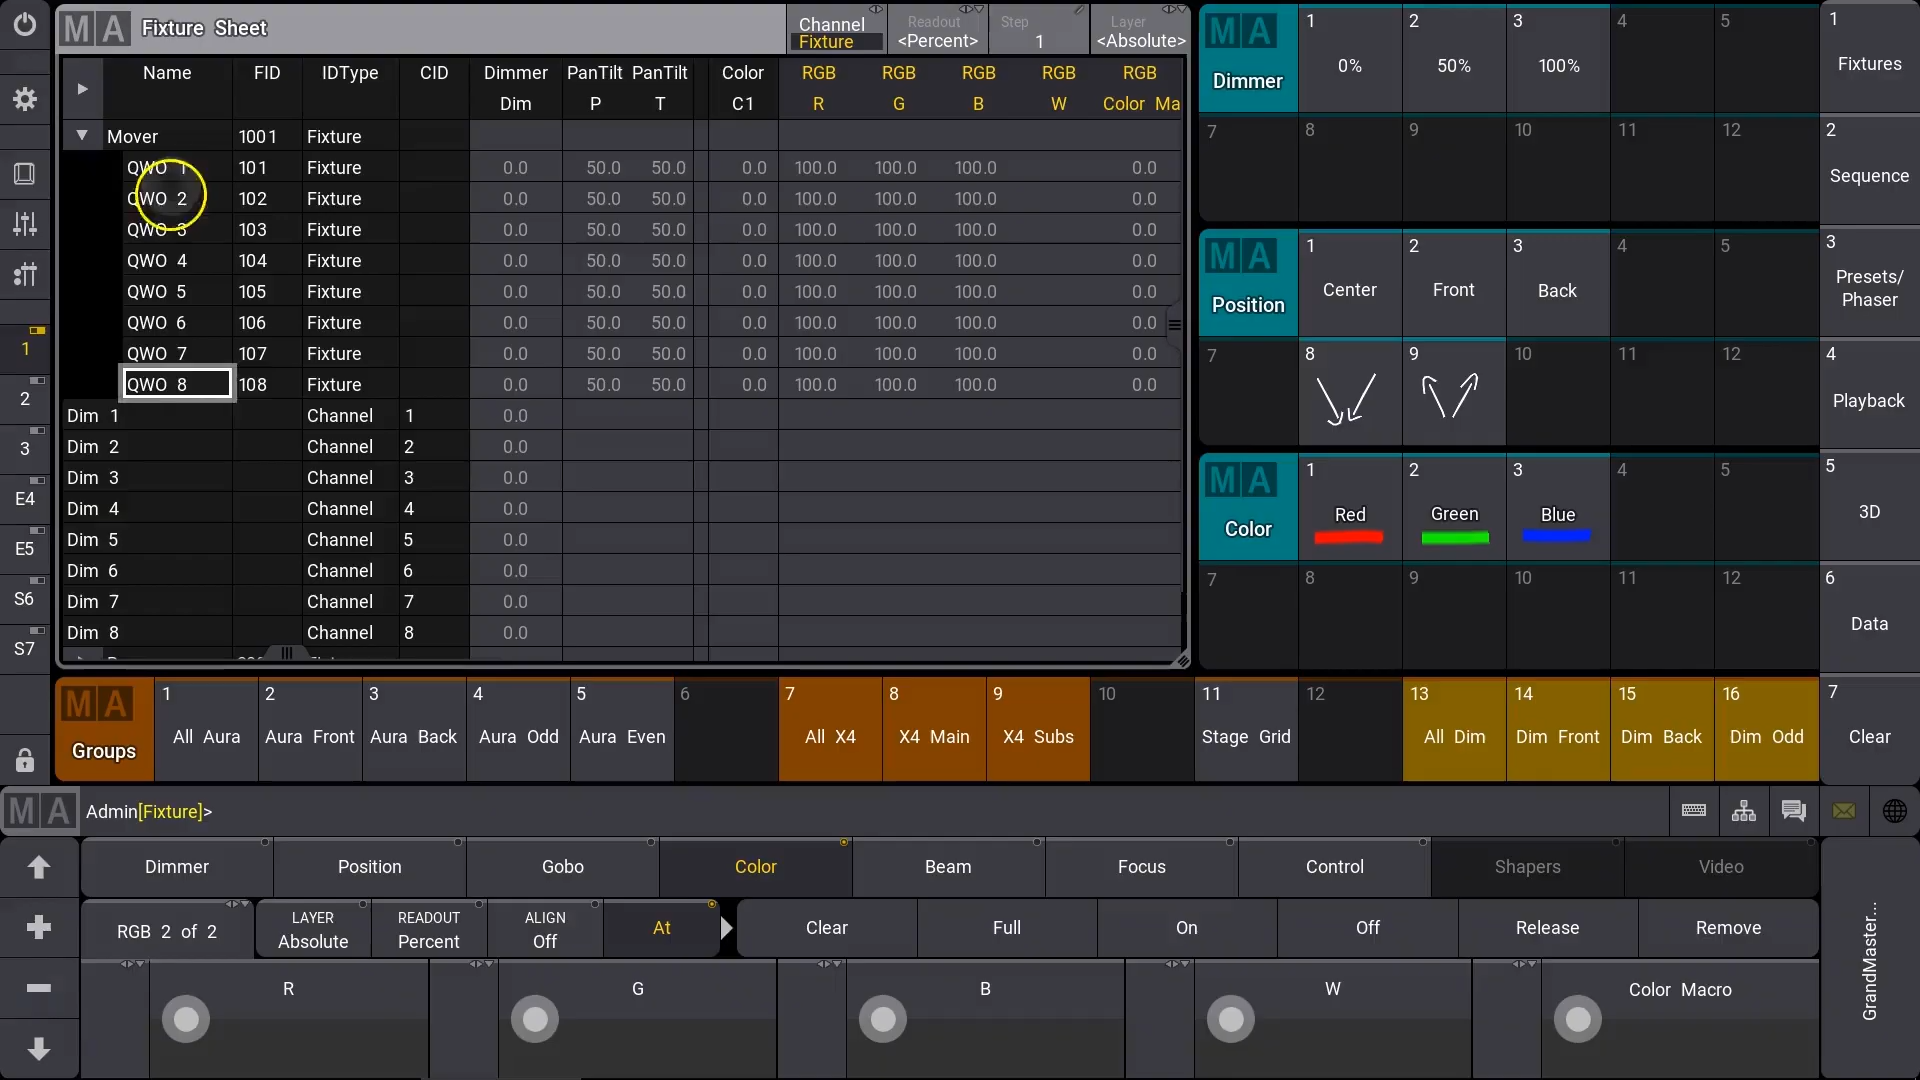 MA Fixture Sheet
Channel Fixture
Readout <Percent>
Step 1
Layer <Absolute>
Name FID IDType CID Dimmer PanTilt PanTilt Color RGB RGB RGB RGB RGB
Dim P T C1 R G B W Color Ma
Mover 1001 Fixture
QWO 1 101 Fixture 0.0 50.0 50.0 0.0 100.0 100.0 100.0 0.0
QWO 2 102 Fixture 0.0 50.0 50.0 0.0 100.0 100.0 100.0 0.0
QWO 3 103 Fixture 0.0 50.0 50.0 0.0 100.0 100.0 100.0 0.0
QWO 4 104 Fixture 0.0 50.0 50.0 0.0 100.0 100.0 100.0 0.0
QWO 5 105 Fixture 0.0 50.0 50.0 0.0 100.0 100.0 100.0 0.0
QWO 6 106 Fixture 0.0 50.0 50.0 0.0 100.0 100.0 100.0 0.0
QWO 7 107 Fixture 0.0 50.0 50.0 0.0 100.0 100.0 100.0 0.0
QWO 8 108 Fixture 0.0 50.0 50.0 0.0 100.0 100.0 100.0 0.0
Dim 1 Channel 1 0.0
Dim 2 Channel 2 0.0
Dim 3 Channel 3 0.0
Dim 4 Channel 4 0.0
Dim 5 Channel 5 0.0
Dim 6 Channel 6 0.0
Dim 7 Channel 7 0.0
Dim 8 Channel 8 0.0
1
2
3
E4
E5
S6
S7
MA Dimmer
1 0%
2 50%
3 100%
4 5
7 8 9 10 11 12
MA Position
1 Center
2 Front
3 Back
4 5
7 8 9 10 11 12
MA Color
1 Red
2 Green
3 Blue
4 5
7 8 9 10 11 12
1 Fixtures
2 Sequence
3 Presets/
Phaser
4 Playback
5 3D
6 Data
7 Clear
MA Groups
1 All Aura
2 Aura Front
3 Aura Back
4 Aura Odd
5 Aura Even
6
7 All X4
8 X4 Main
9 X4 Subs
10
11 Stage Grid
12
13 All Dim
14 Dim Front
15 Dim Back
16 Dim Odd
MA Admin[Fixture]>
Dimmer Position Gobo Color Beam Focus Control Shapers Video
RGB 2 of 2
LAYER Absolute
READOUT Percent
ALIGN Off
At Clear Full On Off Release Remove
R G B W Color Macro
GrandMaster...